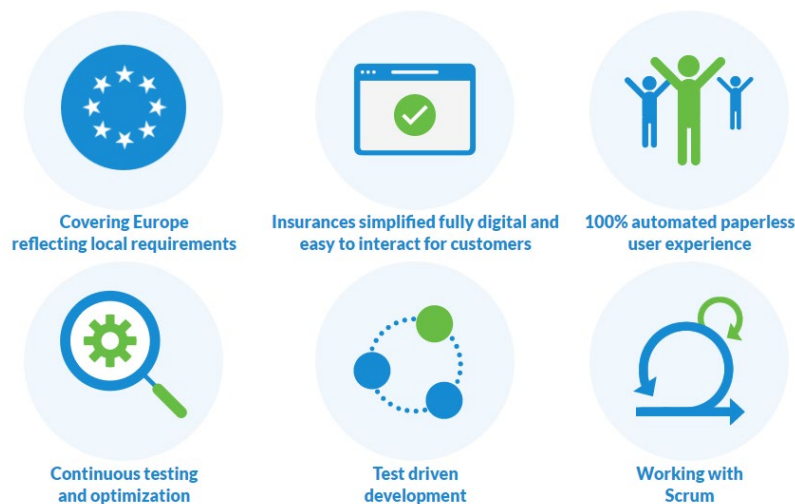 Covering Europe
reflecting local requirements
Insurances simplified fully digital and
easy to interact for customers
100% automated paperless
user experience
Continuous testing
and optimization
Test driven
development
Working with
Scrum